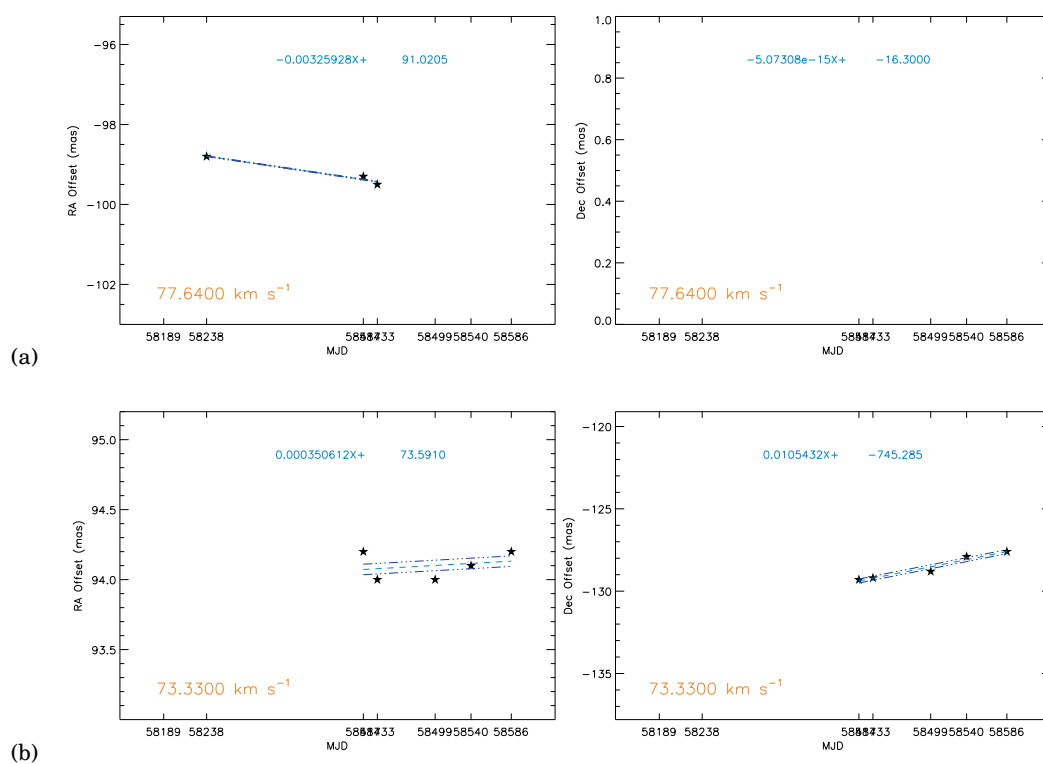 −0.00325928X+ 91.0205
−96
−98
−100
−102
RA Offset (mas)
77.6400 km s⁻¹
58189 58238 58499 58540 58586
MJD
−5.07308e−15X+ −16.3000
1.0
0.8
0.6
0.4
0.2
0.0
Dec Offset (mas)
77.6400 km s⁻¹
58189 58238 58499 58540 58586
MJD
(a)
0.000350612X+ 73.5910
95.0
94.5
94.0
93.5
RA Offset (mas)
73.3300 km s⁻¹
58189 58238 58499 58540 58586
MJD
0.0105432X+ −745.285
−120
−125
−130
−135
Dec Offset (mas)
73.3300 km s⁻¹
58189 58238 58499 58540 58586
MJD
(b)